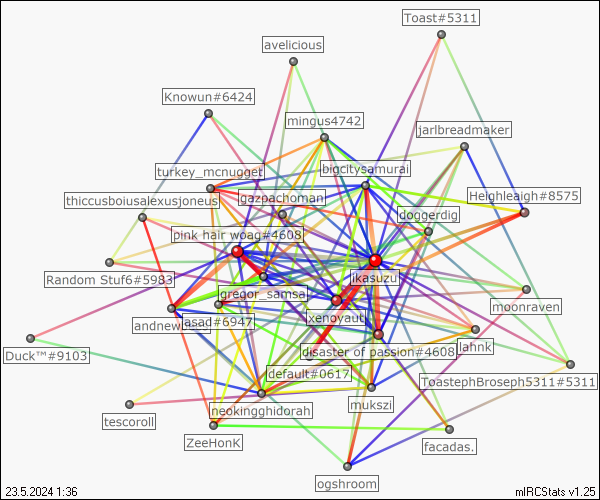 Toast#5311
avelicious
Knowun#6424
mingus4742
jarlbreadmaker
turkey_mcnugget
bigcitysamurai
thiccusboiusalexusjoneus
gazpachoman
Heighleaigh#8575
doggerdig
pink hair woag#4608
Random Stuf6#5983
jkasuzu
gregor_samsa
moonraven
xenoyaut
andrew
asad#6947
Duck™#9103
disaster of passion#4608
lahnk
default#0617
ToastephBroseph5311#5311
tescoroll
neokingghidorah
mukszi
ZeeHonK
facadas.
ogshroom
23.5.2024 1:36
mIRCStats v1.25